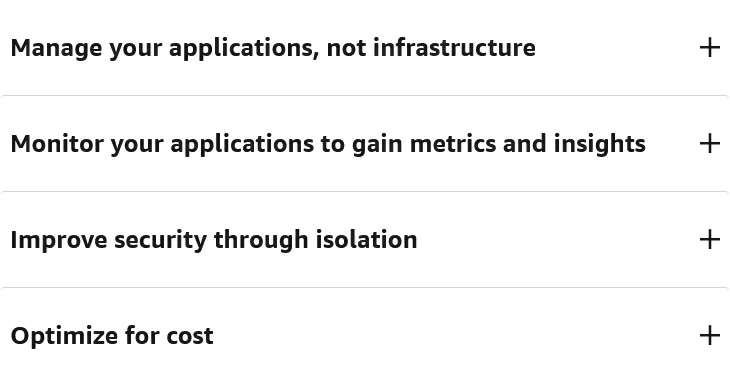 Manage your applications, not infrastructure
Monitor your applications to gain metrics and insights
Improve security through isolation
Optimize for cost